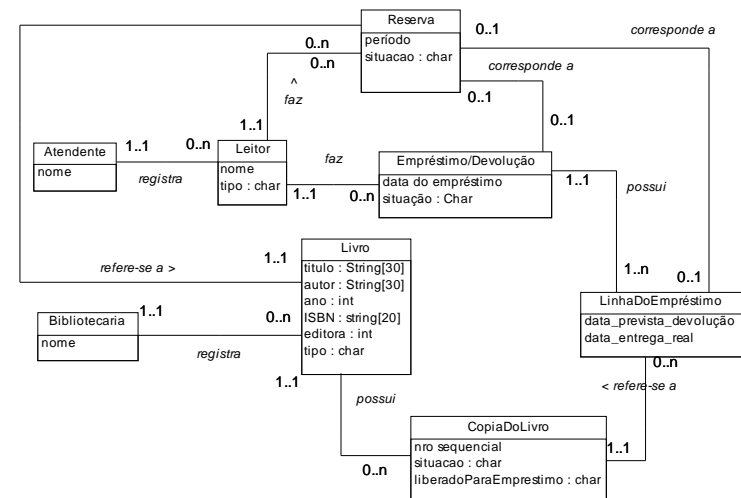 Reserva
período
situacao : char
0..1
corresponde a
0..n
0..n
corresponde a
^
faz
0..1
0..1
1..1
Atendente
nome
1..1
0..n
registra
Leitor
nome
tipo : char
faz
1..1
0..n
Empréstimo/Devolução
data do empréstimo
situação : Char
1..1
possui
1..n
0..1
refere-se a >
1..1
Livro
titulo : String[30]
autor : String[30]
ano : int
ISBN : string[20]
editora : int
tipo : char
LinhaDoEmpréstimo
data_prevista_devolução
data_entrega_real
Bibliotecaria
nome
1..1
0..n
registra
0..n
< refere-se a
1..1
possui
0..n
CopiaDoLivro
nro sequencial
situacao : char
liberadoParaEmprestimo : char
1..1